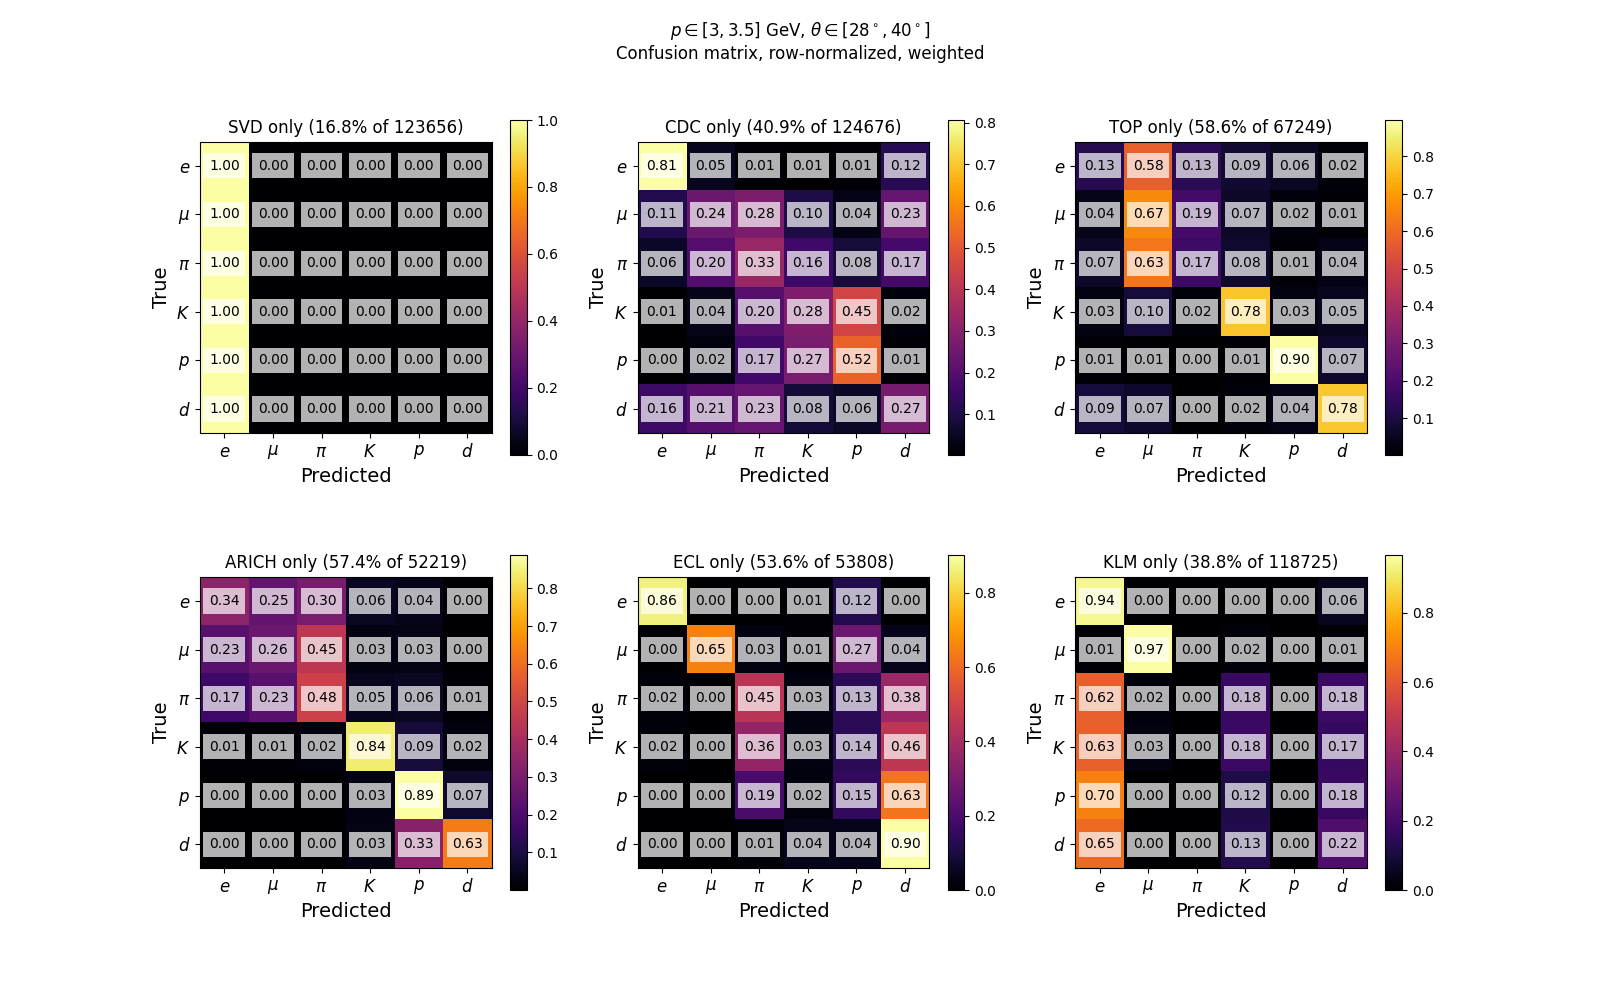 p ∈ [3, 3.5] GeV, θ ∈ [28°, 40°]
Confusion matrix, row-normalized, weighted
SVD only (16.8% of 123656)
True
e 1.00 0.00 0.00 0.00 0.00 0.00
μ 1.00 0.00 0.00 0.00 0.00 0.00
π 1.00 0.00 0.00 0.00 0.00 0.00
K 1.00 0.00 0.00 0.00 0.00 0.00
p 1.00 0.00 0.00 0.00 0.00 0.00
d 1.00 0.00 0.00 0.00 0.00 0.00
e μ π K p d
Predicted
1.0
0.8
0.6
0.4
0.2
0.0
CDC only (40.9% of 124676)
True
e 0.81 0.05 0.01 0.01 0.01 0.12
μ 0.11 0.24 0.28 0.10 0.04 0.23
π 0.06 0.20 0.33 0.16 0.08 0.17
K 0.01 0.04 0.20 0.28 0.45 0.02
p 0.00 0.02 0.17 0.27 0.52 0.01
d 0.16 0.21 0.23 0.08 0.06 0.27
e μ π K p d
Predicted
0.8
0.7
0.6
0.5
0.4
0.3
0.2
0.1
TOP only (58.6% of 67249)
True
e 0.13 0.58 0.13 0.09 0.06 0.02
μ 0.04 0.67 0.19 0.07 0.02 0.01
π 0.07 0.63 0.17 0.08 0.01 0.04
K 0.03 0.10 0.02 0.78 0.03 0.05
p 0.01 0.01 0.00 0.01 0.90 0.07
d 0.09 0.07 0.00 0.02 0.04 0.78
e μ π K p d
Predicted
0.8
0.7
0.6
0.5
0.4
0.3
0.2
0.1
ARICH only (57.4% of 52219)
True
e 0.34 0.25 0.30 0.06 0.04 0.00
μ 0.23 0.26 0.45 0.03 0.03 0.00
π 0.17 0.23 0.48 0.05 0.06 0.01
K 0.01 0.01 0.02 0.84 0.09 0.02
p 0.00 0.00 0.00 0.03 0.89 0.07
d 0.00 0.00 0.00 0.03 0.33 0.63
e μ π K p d
Predicted
0.8
0.7
0.6
0.5
0.4
0.3
0.2
0.1
ECL only (53.6% of 53808)
True
e 0.86 0.00 0.00 0.01 0.12 0.00
μ 0.00 0.65 0.03 0.01 0.27 0.04
π 0.02 0.00 0.45 0.03 0.13 0.38
K 0.02 0.00 0.36 0.03 0.14 0.46
p 0.00 0.00 0.19 0.02 0.15 0.63
d 0.00 0.00 0.01 0.04 0.04 0.90
e μ π K p d
Predicted
0.8
0.6
0.4
0.2
0.0
KLM only (38.8% of 118725)
True
e 0.94 0.00 0.00 0.00 0.00 0.06
μ 0.01 0.97 0.00 0.02 0.00 0.01
π 0.62 0.02 0.00 0.18 0.00 0.18
K 0.63 0.03 0.00 0.18 0.00 0.17
p 0.70 0.00 0.00 0.12 0.00 0.18
d 0.65 0.00 0.00 0.13 0.00 0.22
e μ π K p d
Predicted
0.8
0.6
0.4
0.2
0.0